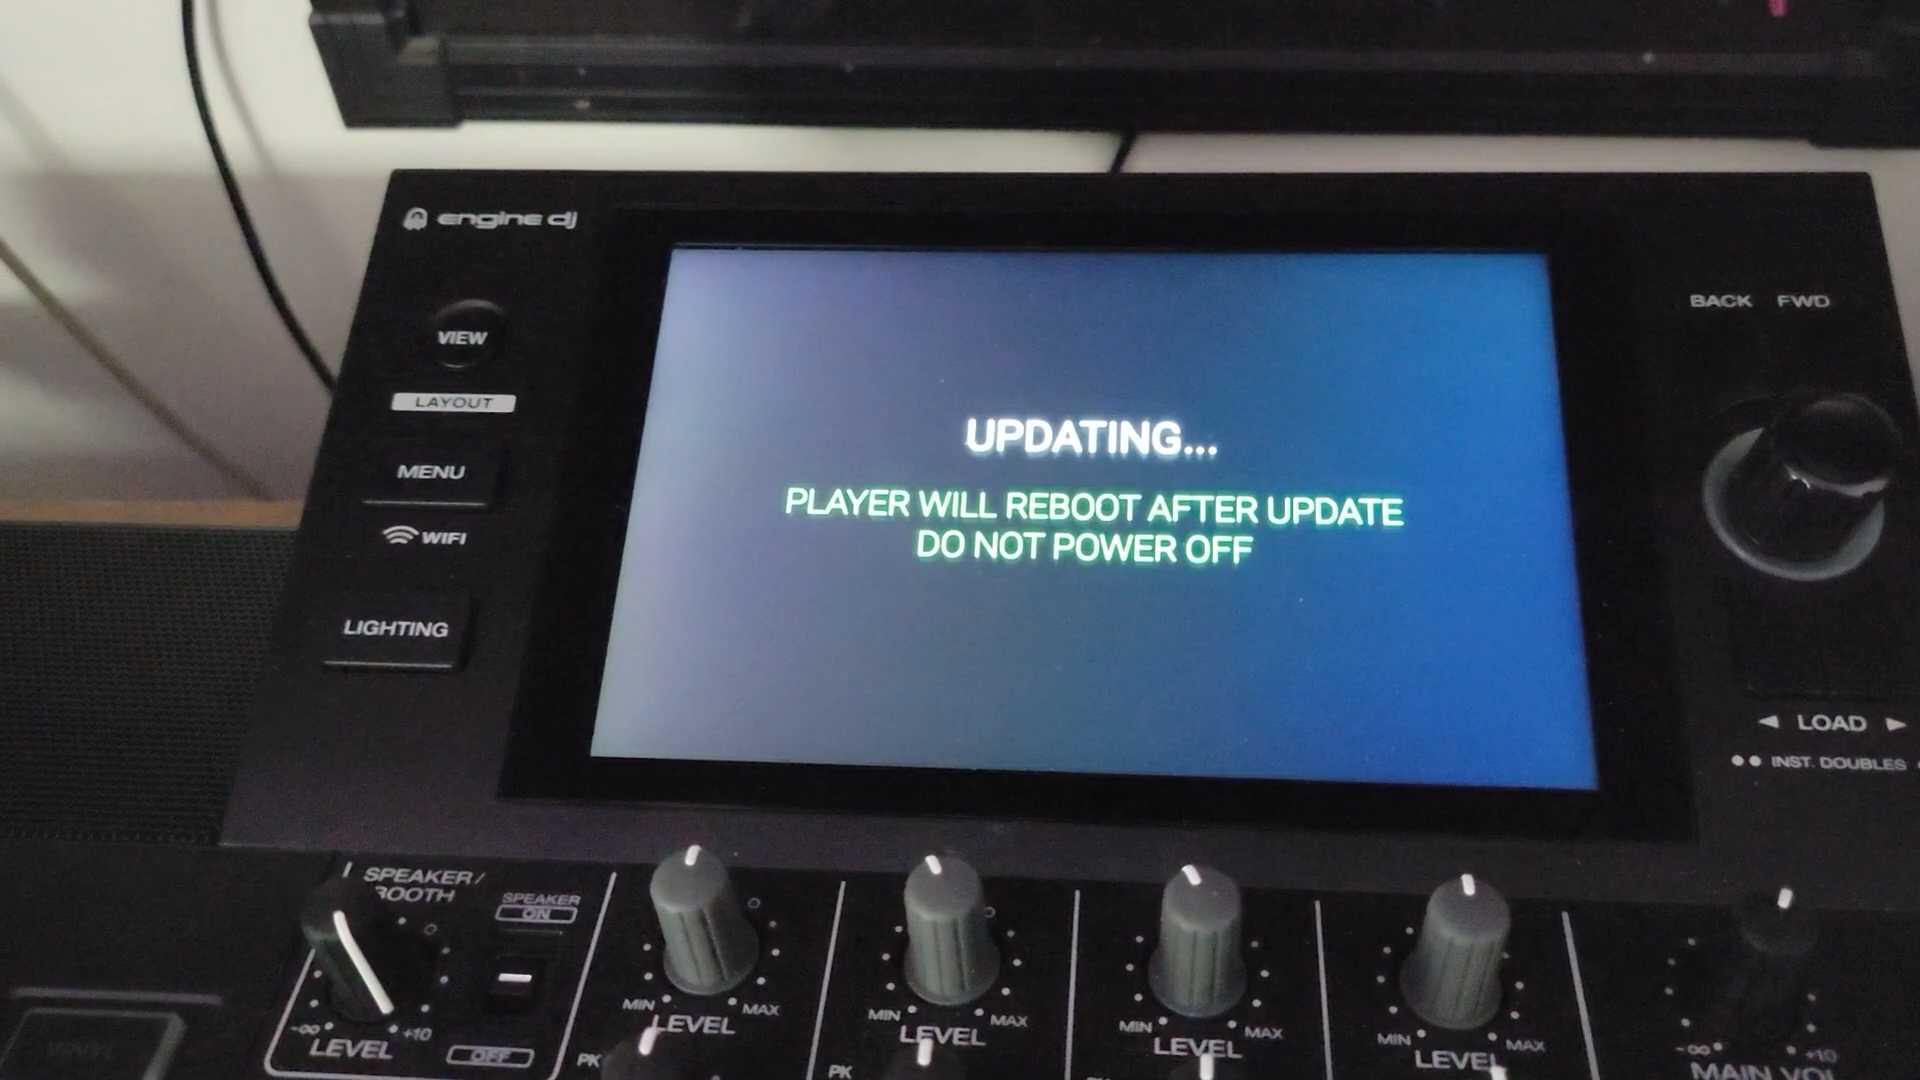 engine dj
VIEW
LAYOUT
MENU
WIFI
LIGHTING
UPDATING...
PLAYER WILL REBOOT AFTER UPDATE
DO NOT POWER OFF
BACK FWD
LOAD
INST. DOUBLES
SPEAKER/
BOOTH
SPEAKER
ON
-∞ +10
LEVEL
OFF
MIN MAX
LEVEL
MIN MAX
LEVEL
MIN MAX
LEVEL
MIN MAX
LEVEL
-∞ +10
MAIN VOL
PK
PK